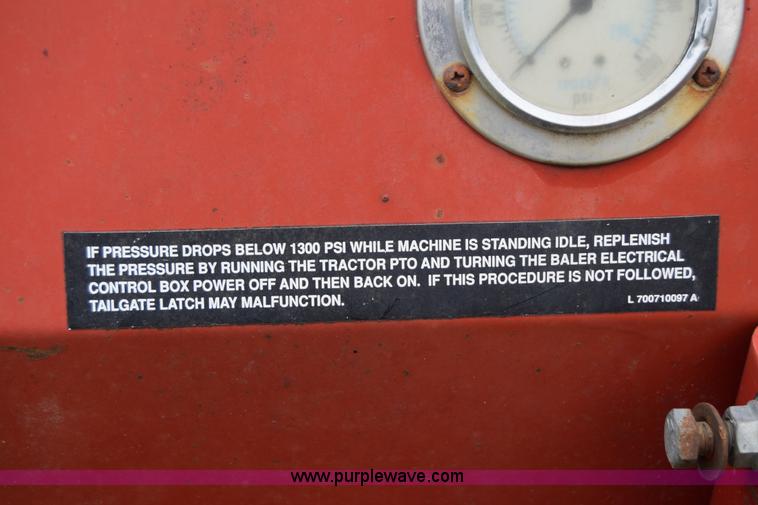 psi
IF PRESSURE DROPS BELOW 1300 PSI WHILE MACHINE IS STANDING IDLE, REPLENISH
THE PRESSURE BY RUNNING THE TRACTOR PTO AND TURNING THE BALER ELECTRICAL
CONTROL BOX POWER OFF AND THEN BACK ON. IF THIS PROCEDURE IS NOT FOLLOWED,
TAILGATE LATCH MAY MALFUNCTION.
L 700710097 A
www.purplewave.com